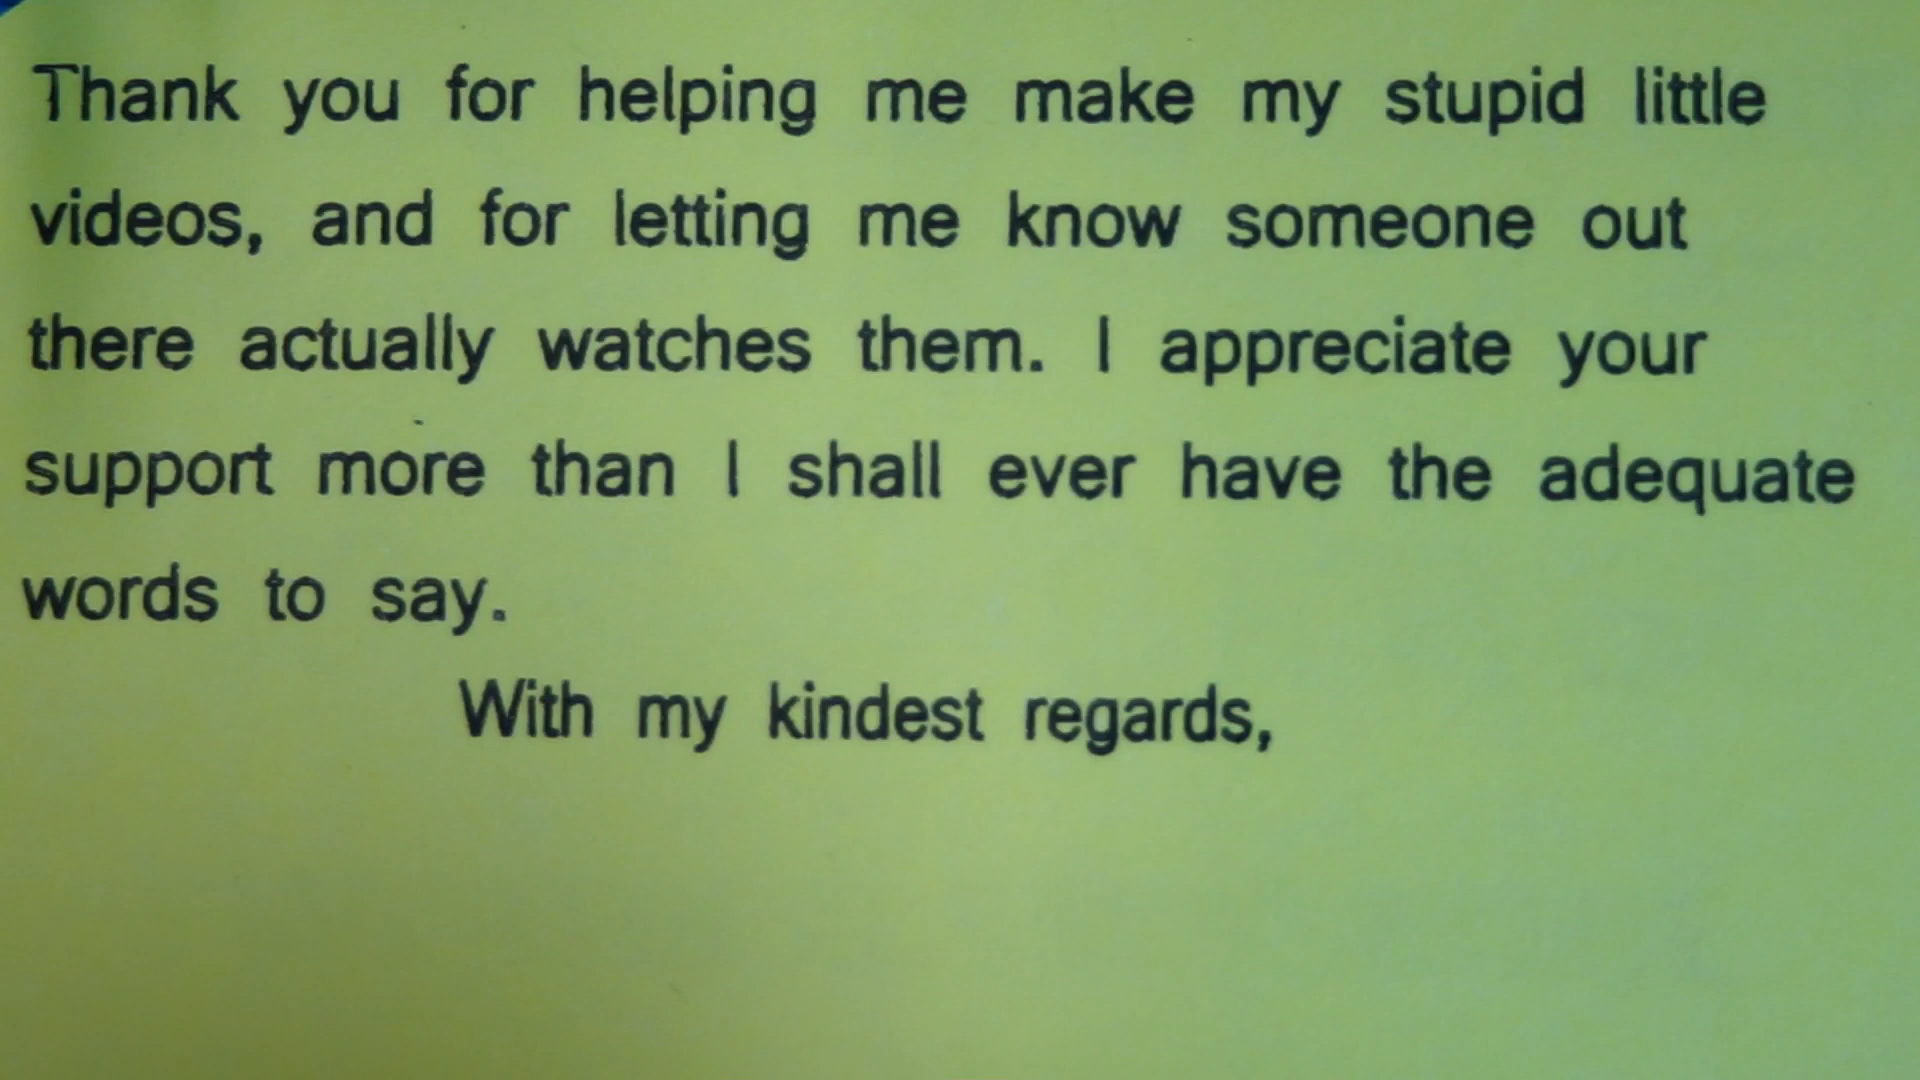 Thank you for helping me make my stupid little
videos, and for letting me know someone out
there actually watches them. I appreciate your
support more than I shall ever have the adequate
words to say.
With my kindest regards,